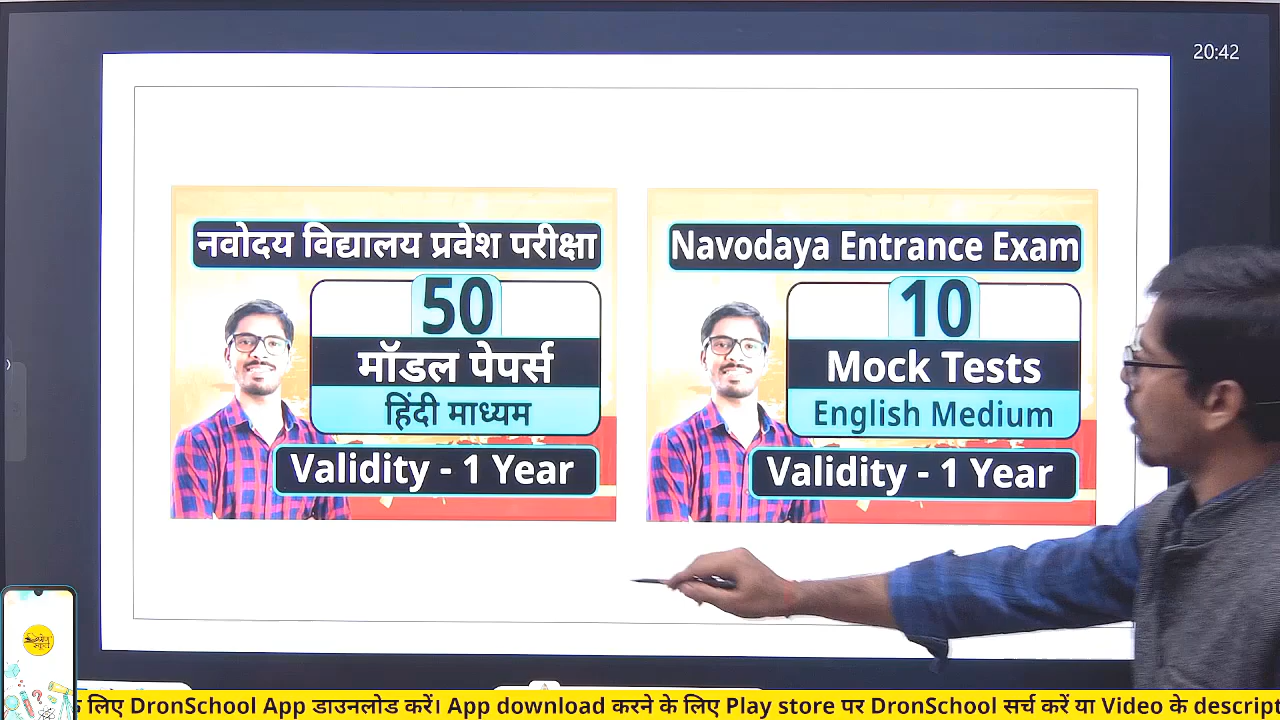 20:42
नवोदय विद्यालय प्रवेश परीक्षा
50
मॉडल पेपर्स
हिंदी माध्यम
Validity - 1 Year
Navodaya Entrance Exam
10
Mock Tests
English Medium
Validity - 1 Year
लिए DronSchool App डाउनलोड करें। App download करने के लिए Play store पर DronSchool सर्च करें या Video के descript